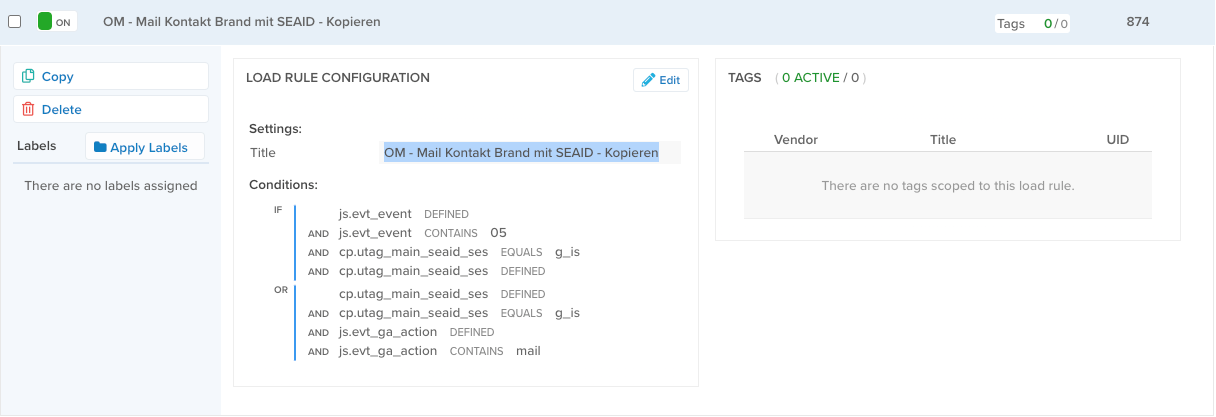 ON OM - Mail Kontakt Brand mit SEAID - Kopieren Tags 0 / 0 874
Copy
Delete
Labels Apply Labels
There are no labels assigned
LOAD RULE CONFIGURATION Edit
Settings:
Title OM - Mail Kontakt Brand mit SEAID - Kopieren
Conditions:
IF js.evt_event DEFINED
AND js.evt_event CONTAINS 05
AND cp.utag_main_seaid_ses EQUALS g_is
AND cp.utag_main_seaid_ses DEFINED
OR cp.utag_main_seaid_ses DEFINED
AND cp.utag_main_seaid_ses EQUALS g_is
AND js.evt_ga_action DEFINED
AND js.evt_ga_action CONTAINS mail
TAGS ( 0 ACTIVE / 0 )
Vendor Title UID
There are no tags scoped to this load rule.